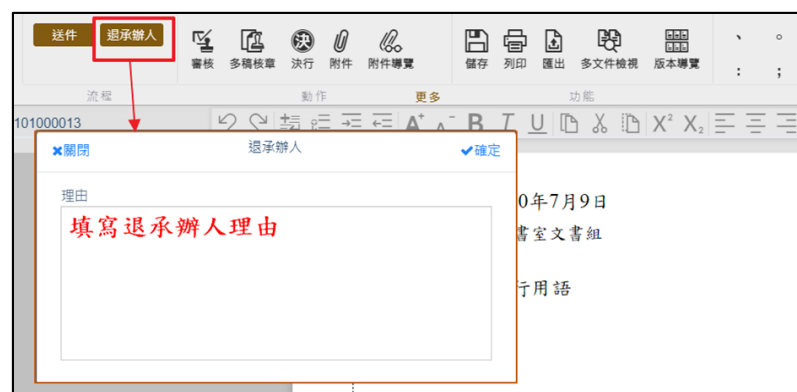 送件 退承辦人
審核 多稿核章 決行 附件 附件導覽 儲存 列印 匯出 多文件檢視 版本導覽
、 。
： ；
流程 動作 更多 功能
101000013
A⁺ A⁻ B I U X² X₂
×關閉 退承辦人 ✔確定
理由
填寫退承辦人理由
0年7月9日
書室文書組
行用語